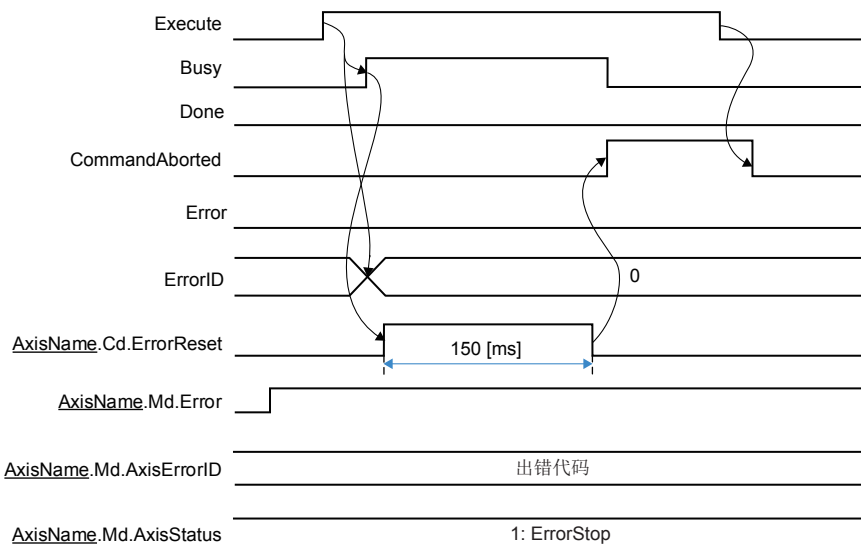 Execute
Busy
Done
CommandAborted
Error
ErrorID
0
AxisName.Cd.ErrorReset
150 [ms]
AxisName.Md.Error
AxisName.Md.AxisErrorID
出错代码
AxisName.Md.AxisStatus
1: ErrorStop